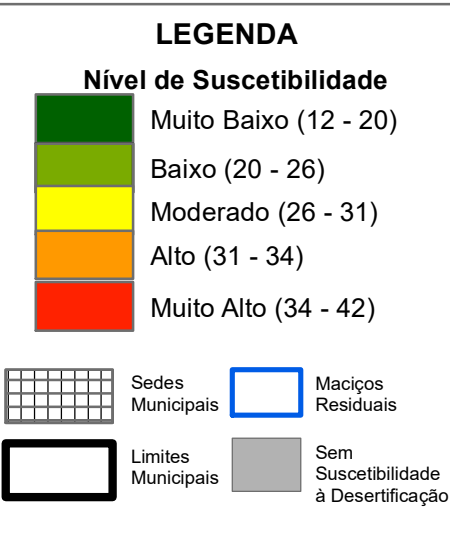 LEGENDA
Nível de Suscetibilidade
Muito Baixo (12 - 20)
Baixo (20 - 26)
Moderado (26 - 31)
Alto (31 - 34)
Muito Alto (34 - 42)
Sedes
Municipais
Maciços
Residuais
Limites
Municipais
Sem
Suscetibilidade
à Desertificação